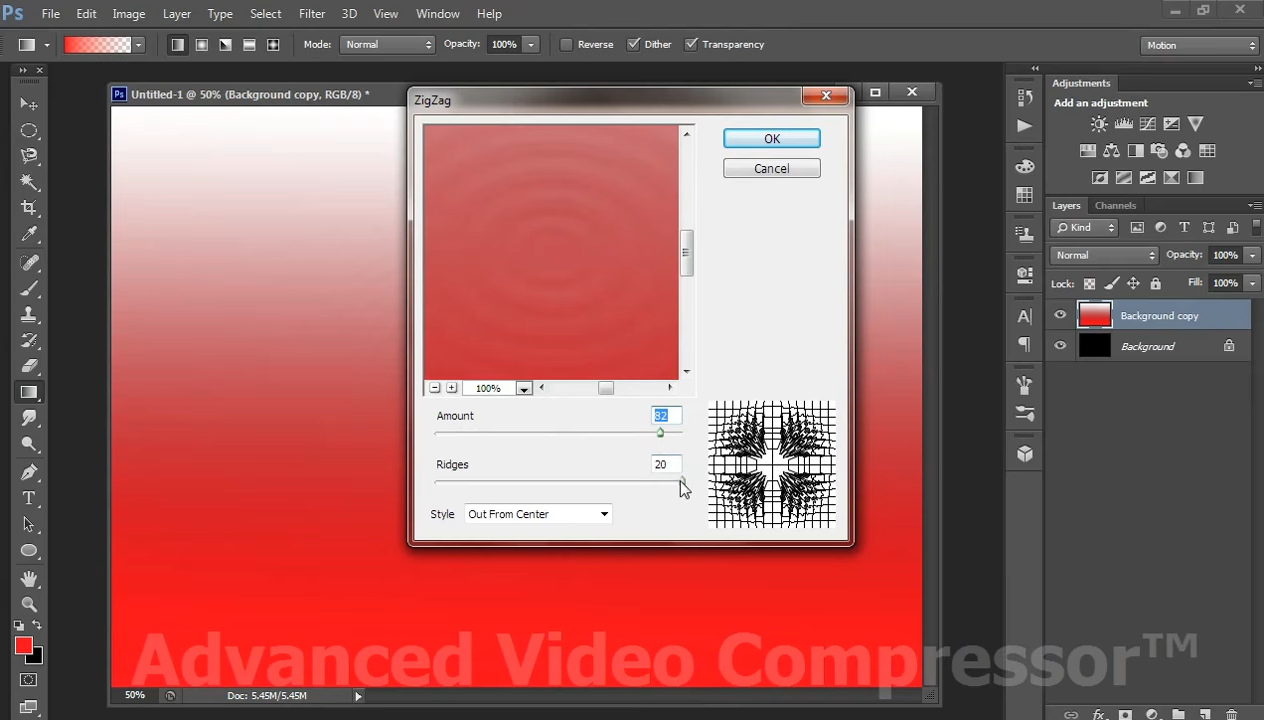 Ps File Edit Image Layer Type Select Filter 3D View Window Help
Mode: Normal Opacity: 100% Reverse Dither Transparency Motion
Ps Untitled-1 @ 50% (Background copy, RGB/8) *
ZigZag
OK
Cancel
100%
Amount 82
Ridges 20
Style Out From Center
Adjustments
Add an adjustment
Layers Channels
Kind T
Normal Opacity: 100%
Lock: Fill: 100%
Background copy
Background
A
T
Advanced Video Compressor™
50% Doc: 5.45M/5.45M
fx